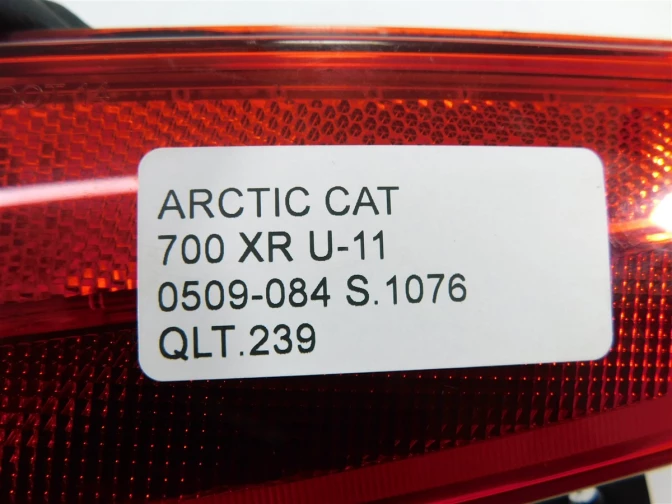 ARCTIC CAT
700 XR U-11
0509-084 S.1076
QLT.239